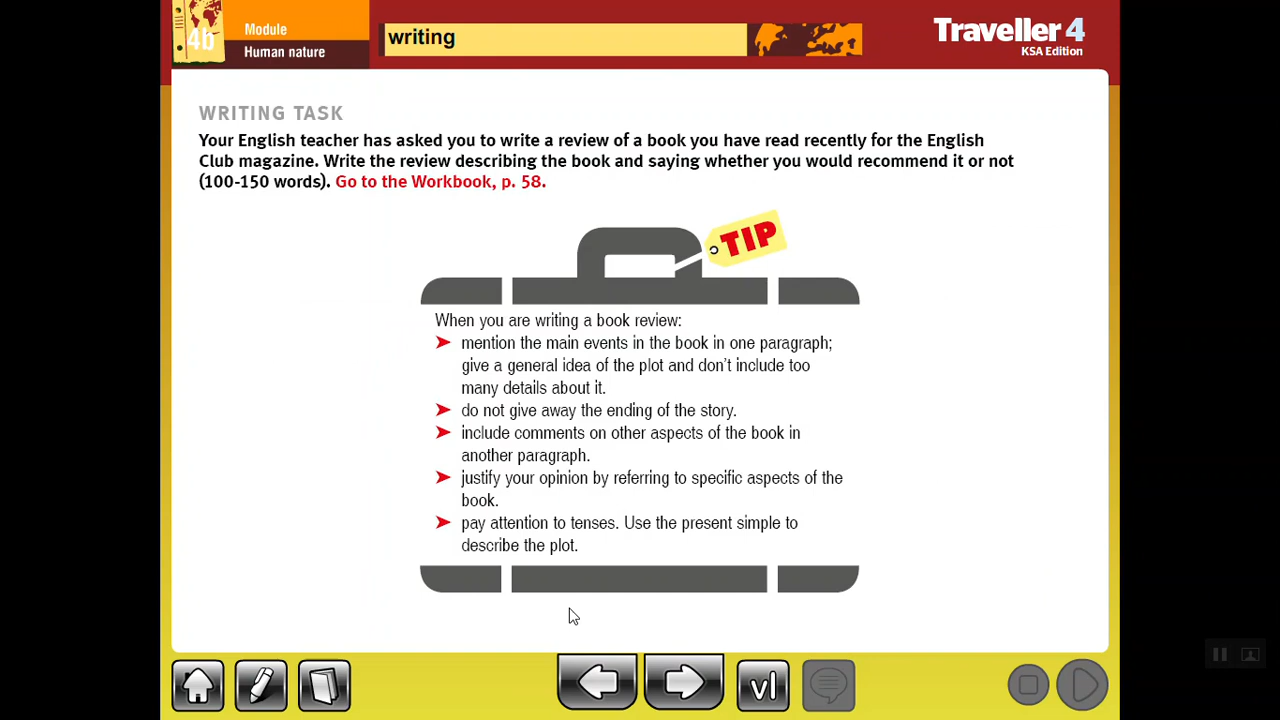 4b
Module
Human nature
writing
Traveller 4
KSA Edition
WRITING TASK
Your English teacher has asked you to write a review of a book you have read recently for the English
Club magazine. Write the review describing the book and saying whether you would recommend it or not
(100-150 words). Go to the Workbook, p. 58.
TIP
When you are writing a book review:
➤ mention the main events in the book in one paragraph;
give a general idea of the plot and don't include too
many details about it.
➤ do not give away the ending of the story.
➤ include comments on other aspects of the book in
another paragraph.
➤ justify your opinion by referring to specific aspects of the
book.
➤ pay attention to tenses. Use the present simple to
describe the plot.
vl